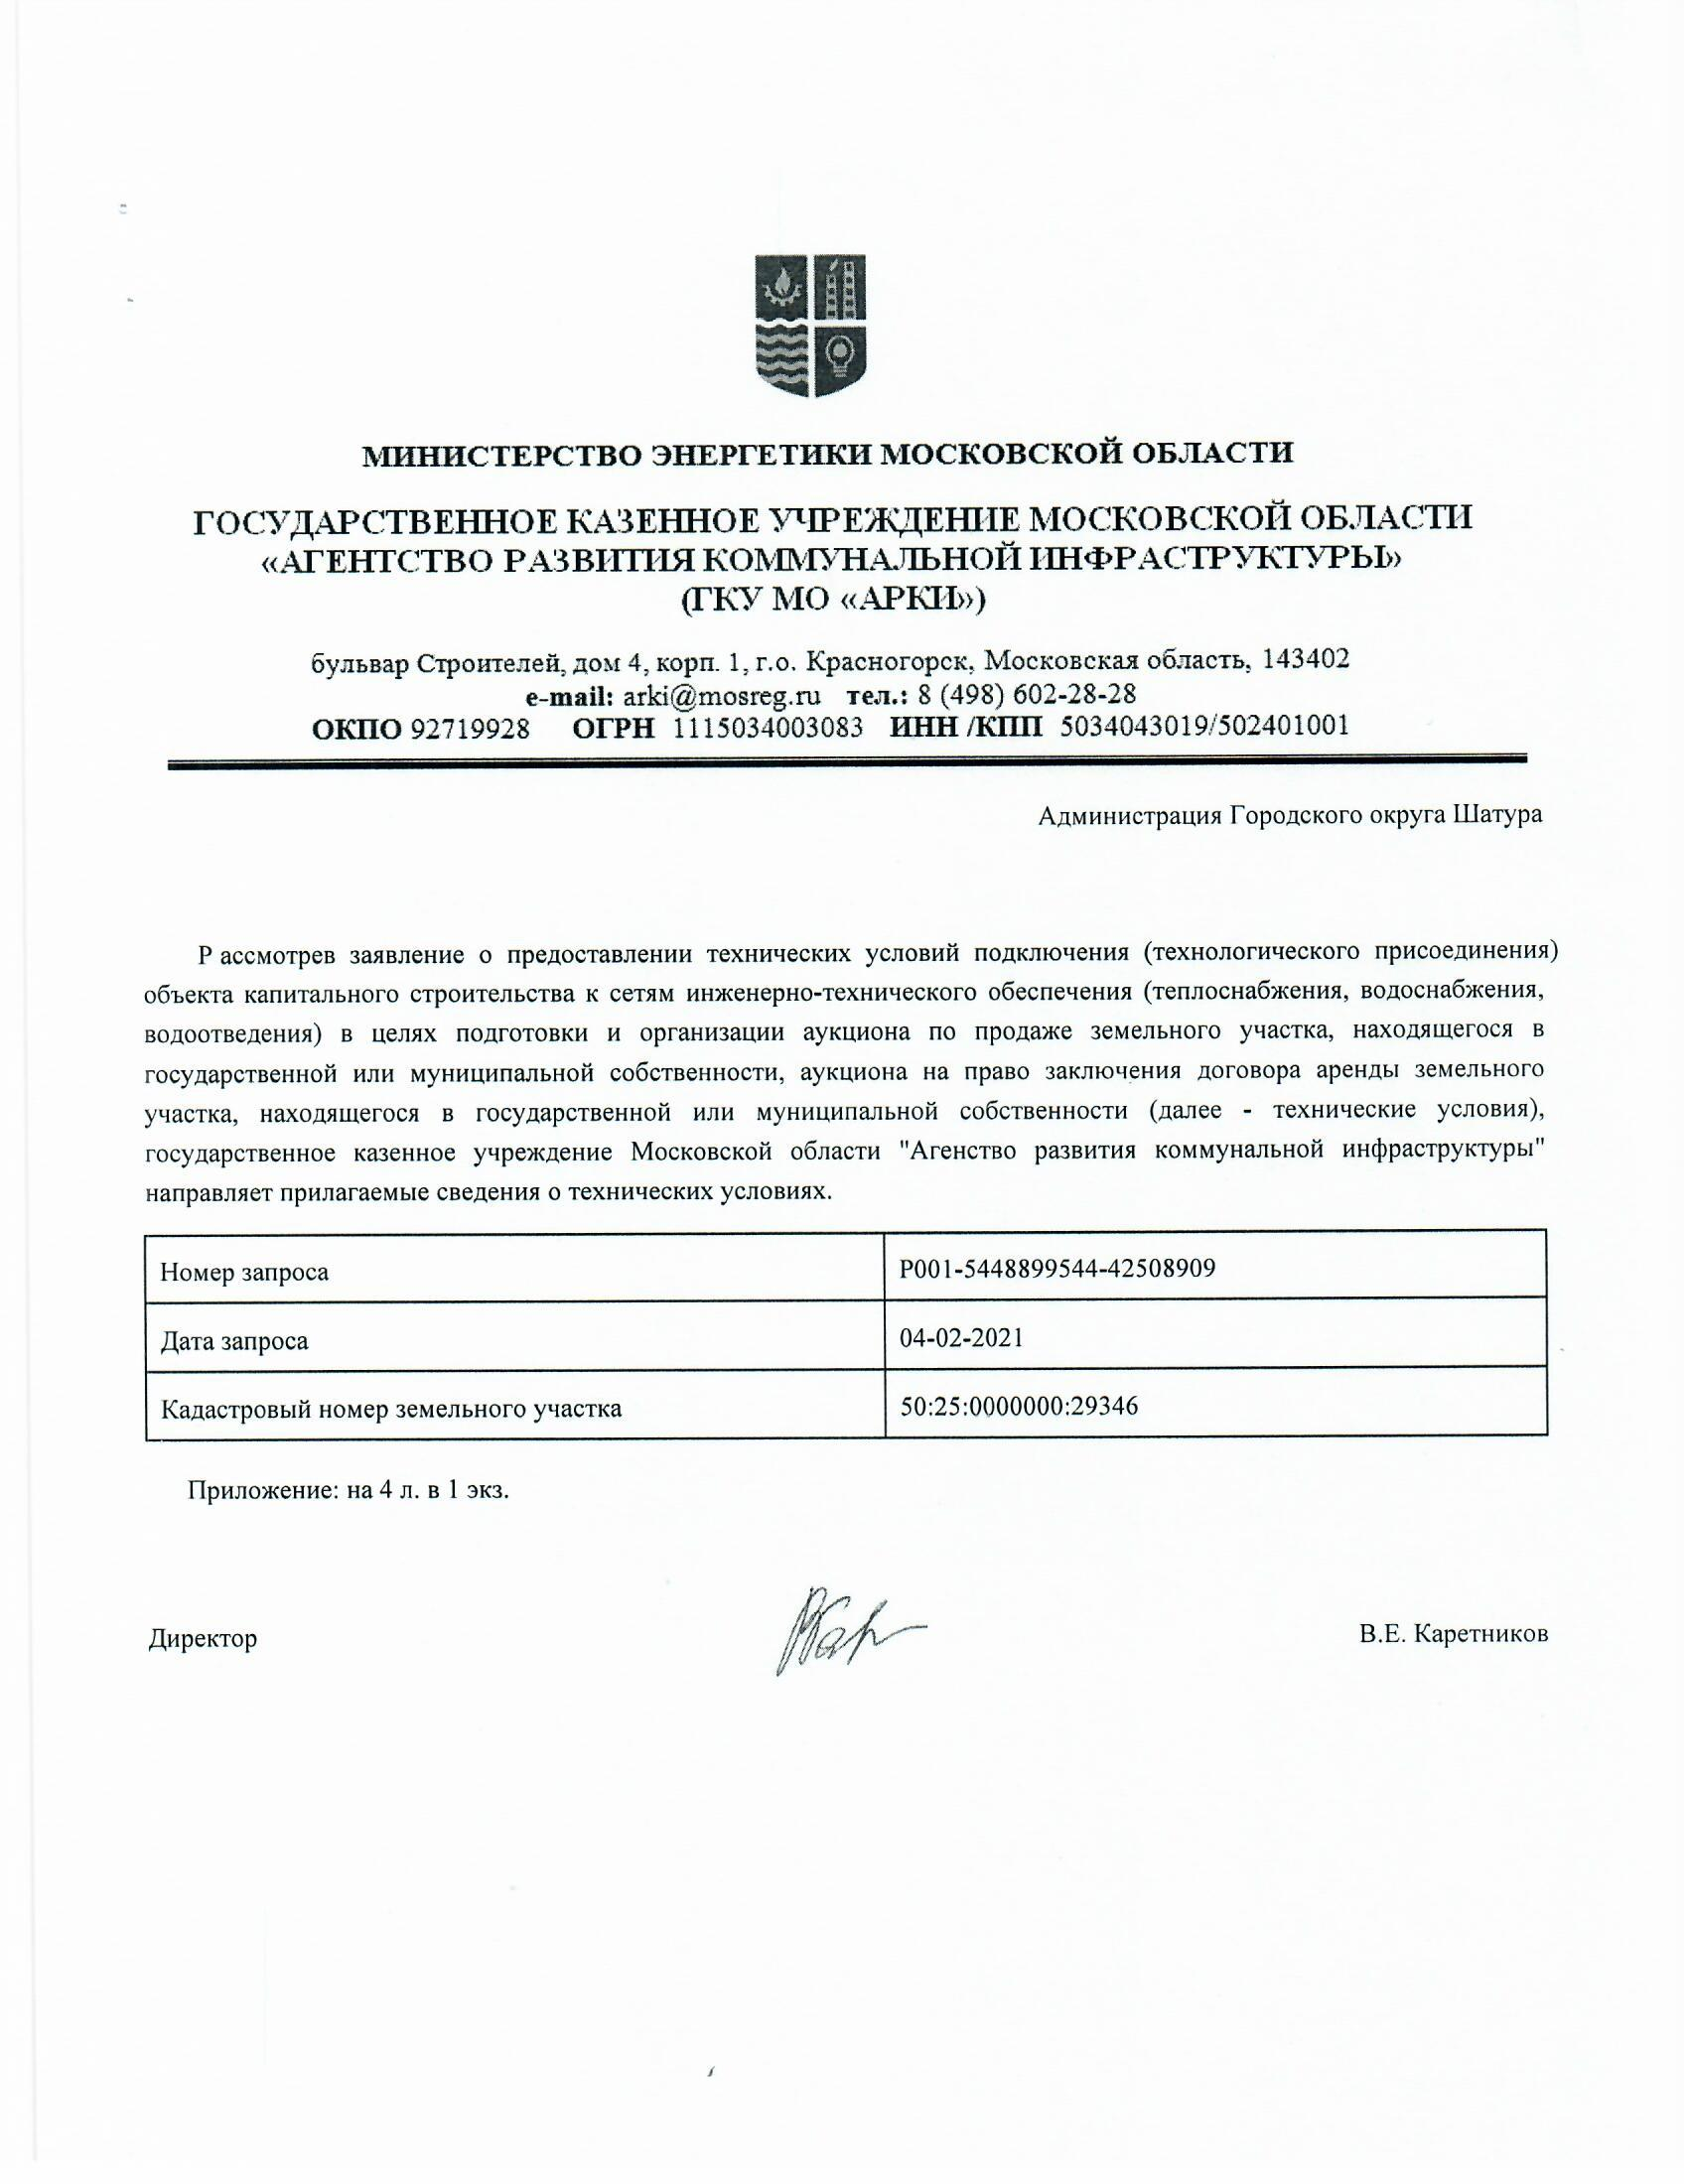 МИНИСТЕРСТВО ЭНЕРГЕТИКИ МОСКОВСКОЙ ОБЛАСТИ
ГОСУДАРСТВЕННОЕ КАЗЕННОЕ УЧРЕЖДЕНИЕ МОСКОВСКОЙ ОБЛАСТИ
«АГЕНТСТВО РАЗВИТИЯ КОММУНАЛЬНОЙ ИНФРАСТРУКТУРЫ»
(ГКУ МО «АРКИ»)
бульвар Строителей, дом 4, корп. 1, г.о. Красногорск, Московская область, 143402
e-mail: arki@mosreg.ru тел.: 8 (498) 602-28-28
ОКПО 92719928 ОГРН 1115034003083 ИНН /КПП 5034043019/502401001
Администрация Городского округа Шатура
Р ассмотрев заявление о предоставлении технических условий подключения (технологического присоединения)
объекта капитального строительства к сетям инженерно-технического обеспечения (теплоснабжения, водоснабжения,
водоотведения) в целях подготовки и организации аукциона по продаже земельного участка, находящегося в
государственной или муниципальной собственности, аукциона на право заключения договора аренды земельного
участка, находящегося в государственной или муниципальной собственности (далее - технические условия),
государственное казенное учреждение Московской области "Агенство развития коммунальной инфраструктуры"
направляет прилагаемые сведения о технических условиях.
Номер запроса P001-5448899544-42508909
Дата запроса 04-02-2021
Кадастровый номер земельного участка 50:25:0000000:29346
Приложение: на 4 л. в 1 экз.
Директор В.Е. Каретников